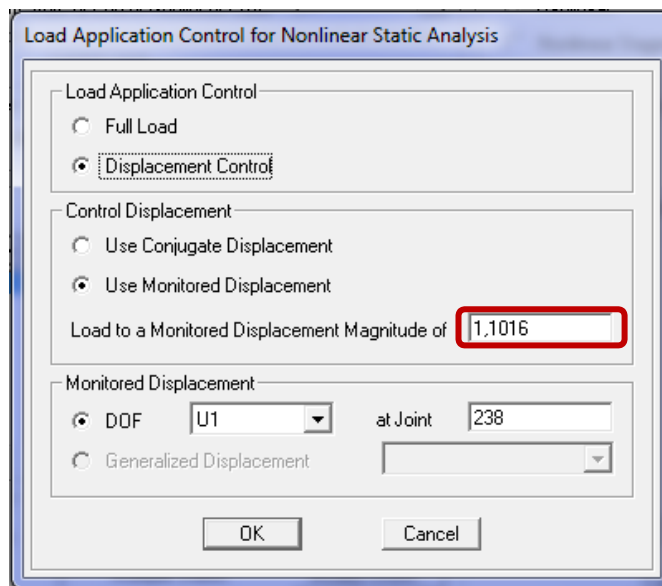 Load Application Control for Nonlinear Static Analysis
Load Application Control
Full Load
Displacement Control
Control Displacement
Use Conjugate Displacement
Use Monitored Displacement
Load to a Monitored Displacement Magnitude of 1,1016
Monitored Displacement
DOF U1 at Joint 238
Generalized Displacement
OK Cancel